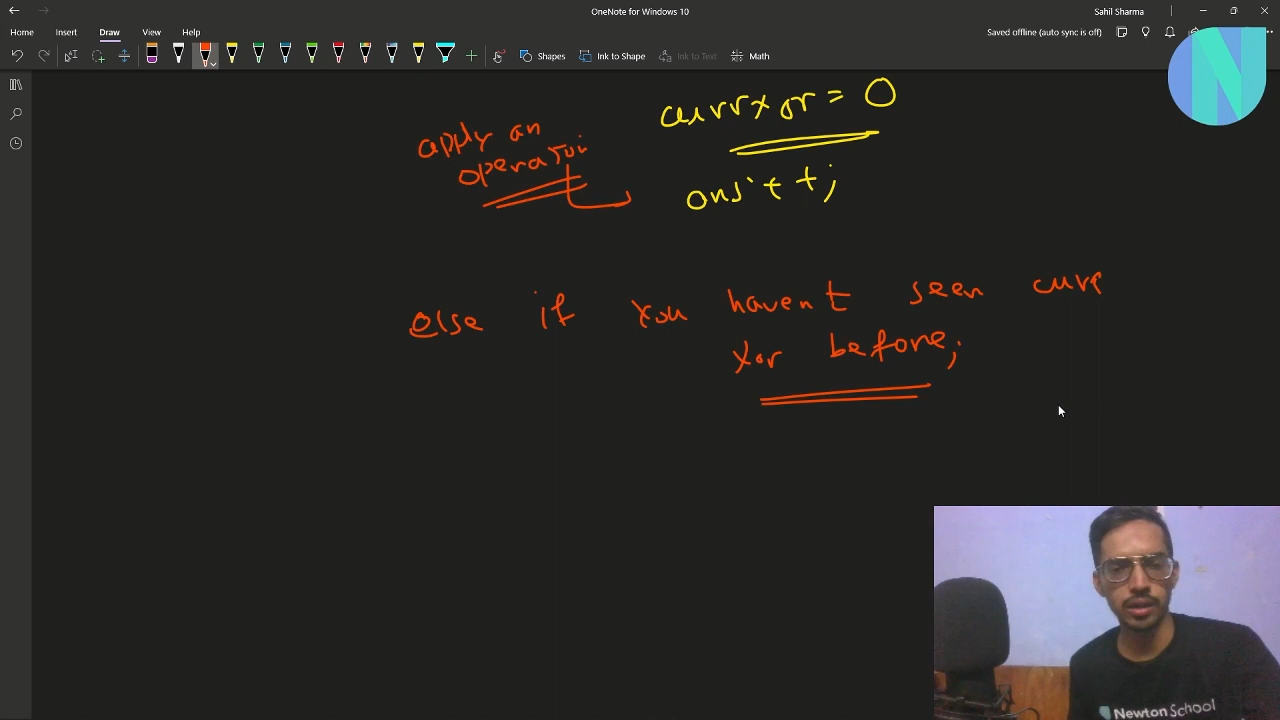 OneNote for Windows 10
Sahil Sharma
Home Insert Draw View Help
Saved offline (auto sync is off)
Shapes Ink to Shape Ink to Text Math
currxor = 0
apply an
operation
ans++;
else if you haven't seen curr
xor before;
Newton School